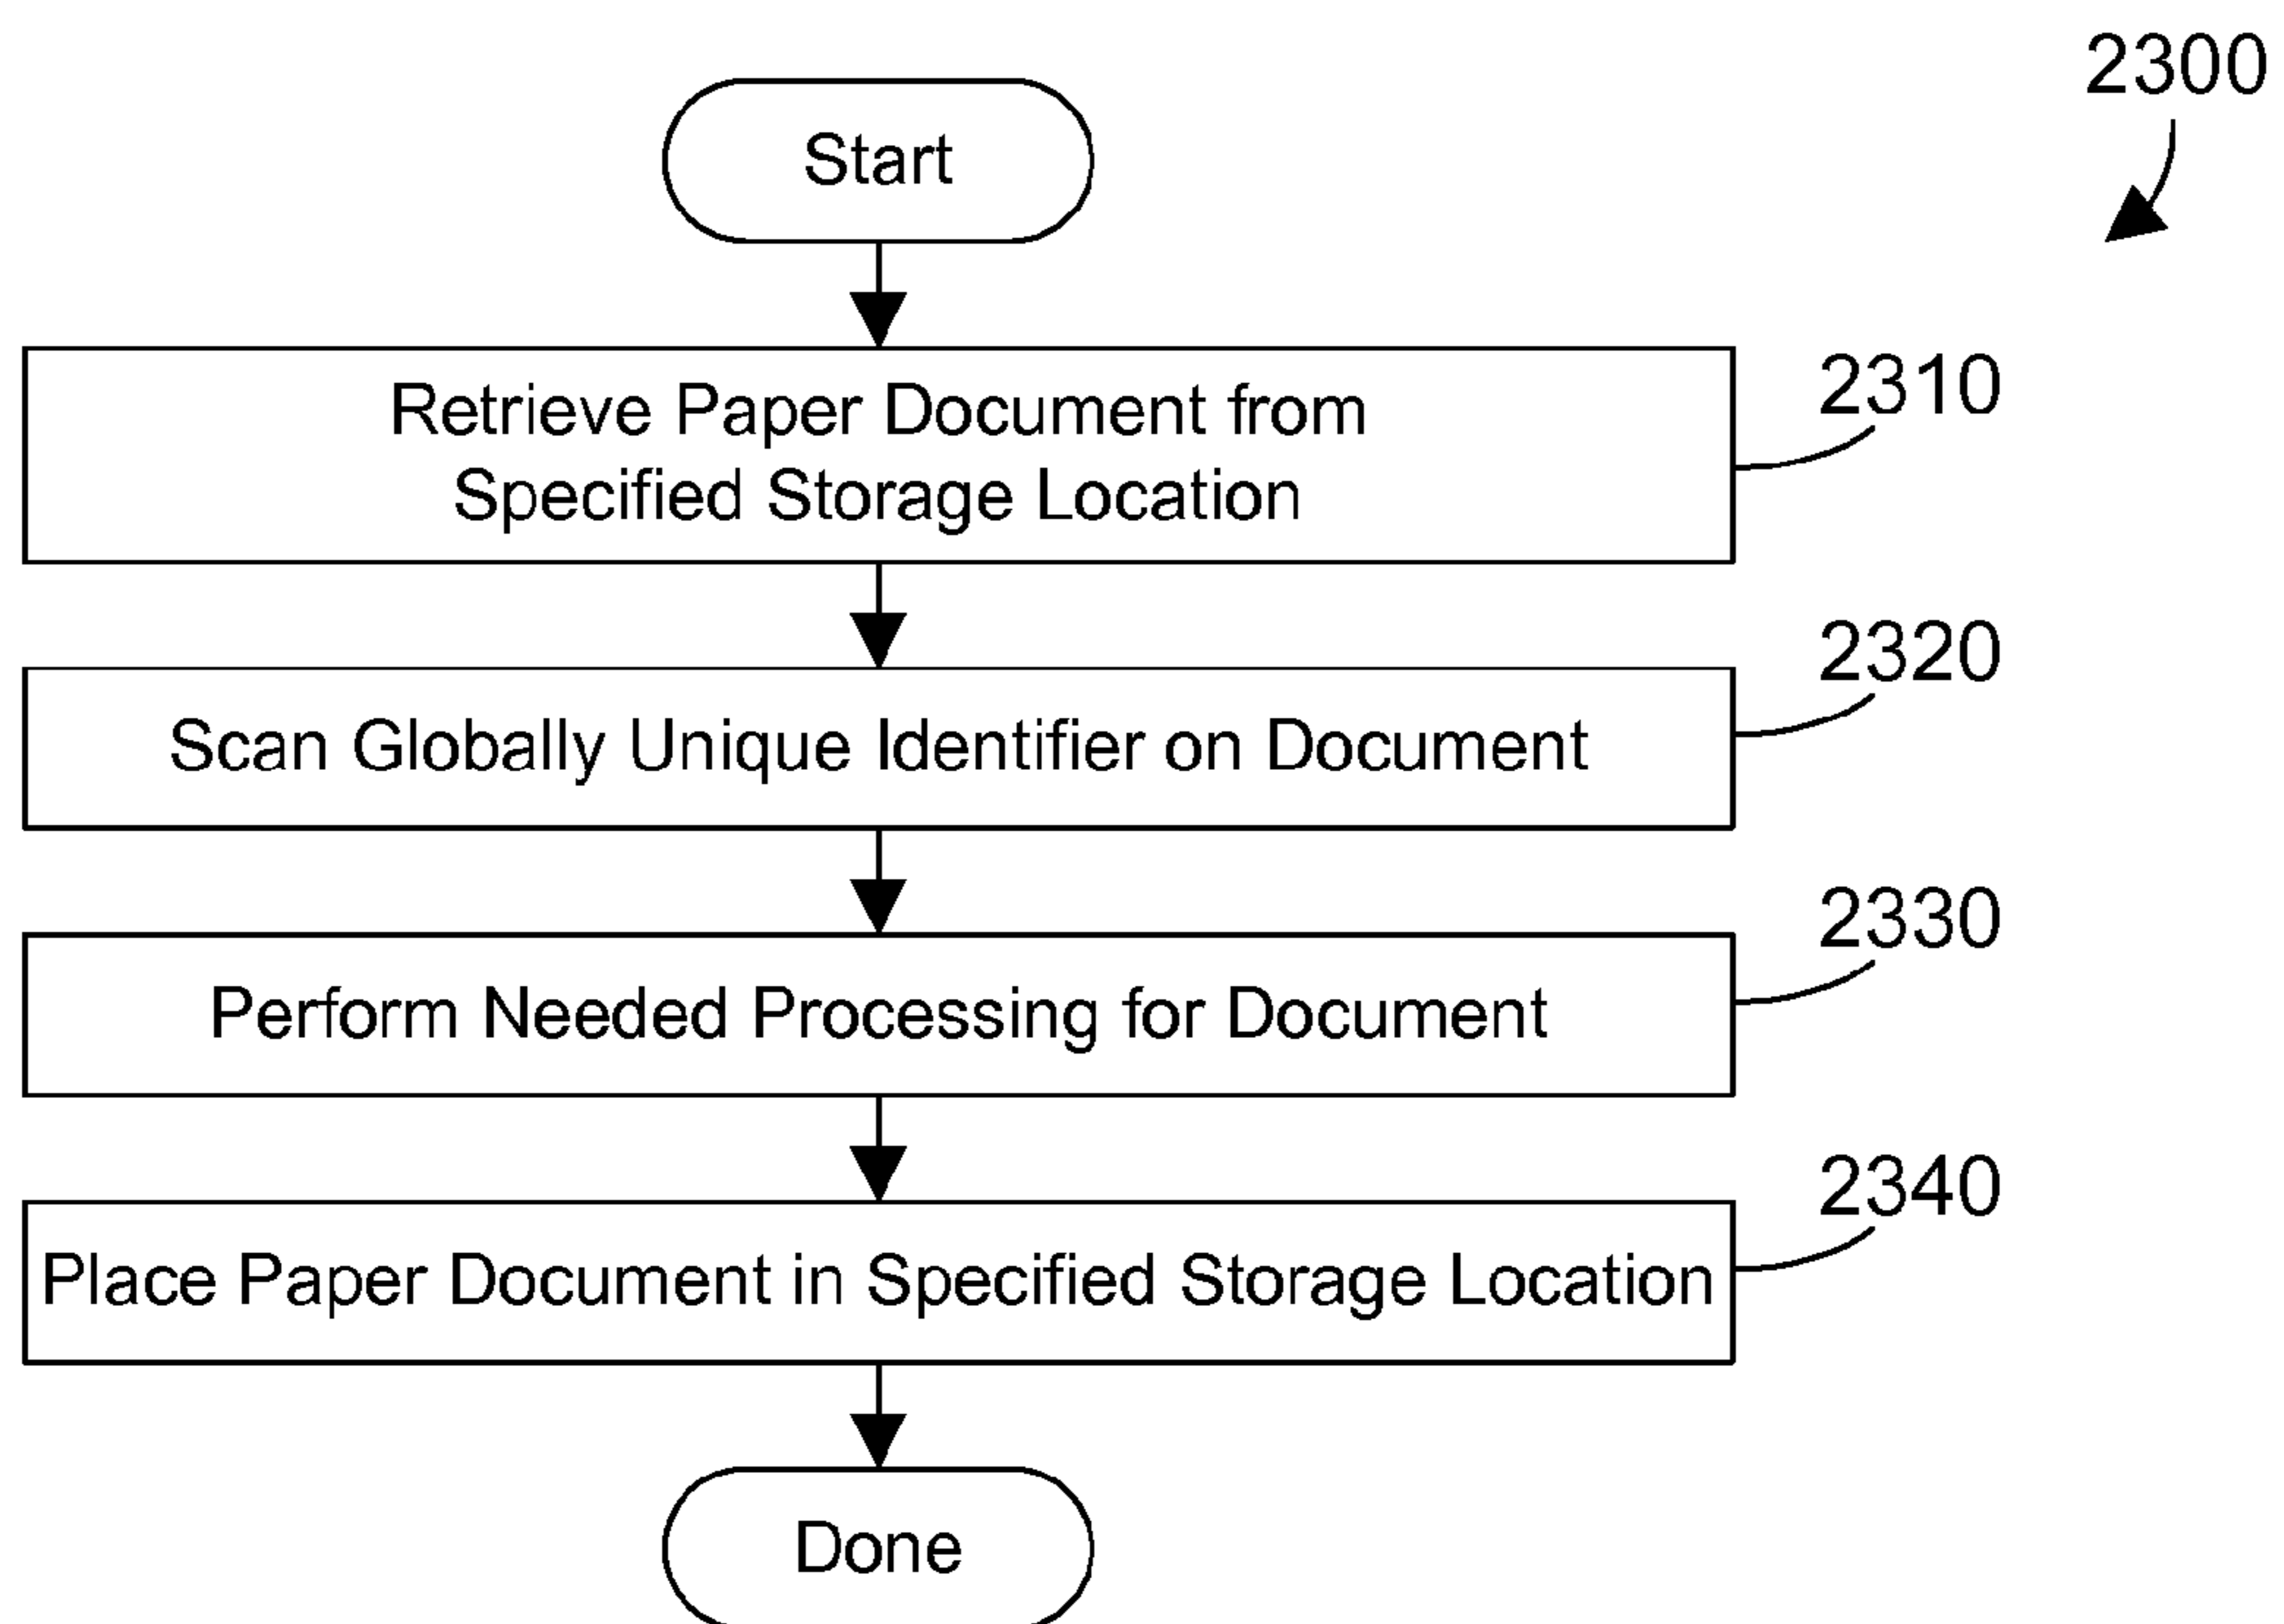 2300
Start
Retrieve Paper Document from
Specified Storage Location
2310
Scan Globally Unique Identifier on Document
2320
Perform Needed Processing for Document
2330
Place Paper Document in Specified Storage Location
2340
Done